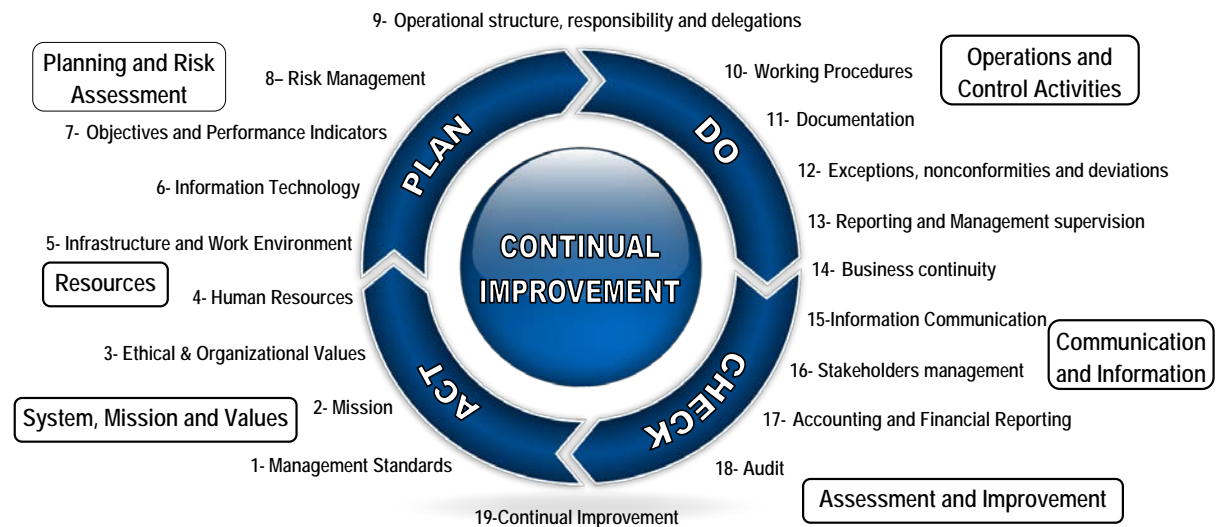 9- Operational structure, responsibility and delegations
Planning and Risk
Assessment
8– Risk Management
10- Working Procedures
Operations and
Control Activities
7- Objectives and Performance Indicators
11- Documentation
PLAN
DO
6- Information Technology
12- Exceptions, nonconformities and deviations
13- Reporting and Management supervision
5- Infrastructure and Work Environment
CONTINUAL
IMPROVEMENT
14- Business continuity
Resources
4- Human Resources
15-Information Communication
Communication
and Information
3- Ethical & Organizational Values
16- Stakeholders management
ACT
CHECK
System, Mission and Values
2- Mission
17- Accounting and Financial Reporting
1- Management Standards
18- Audit
Assessment and Improvement
19-Continual Improvement